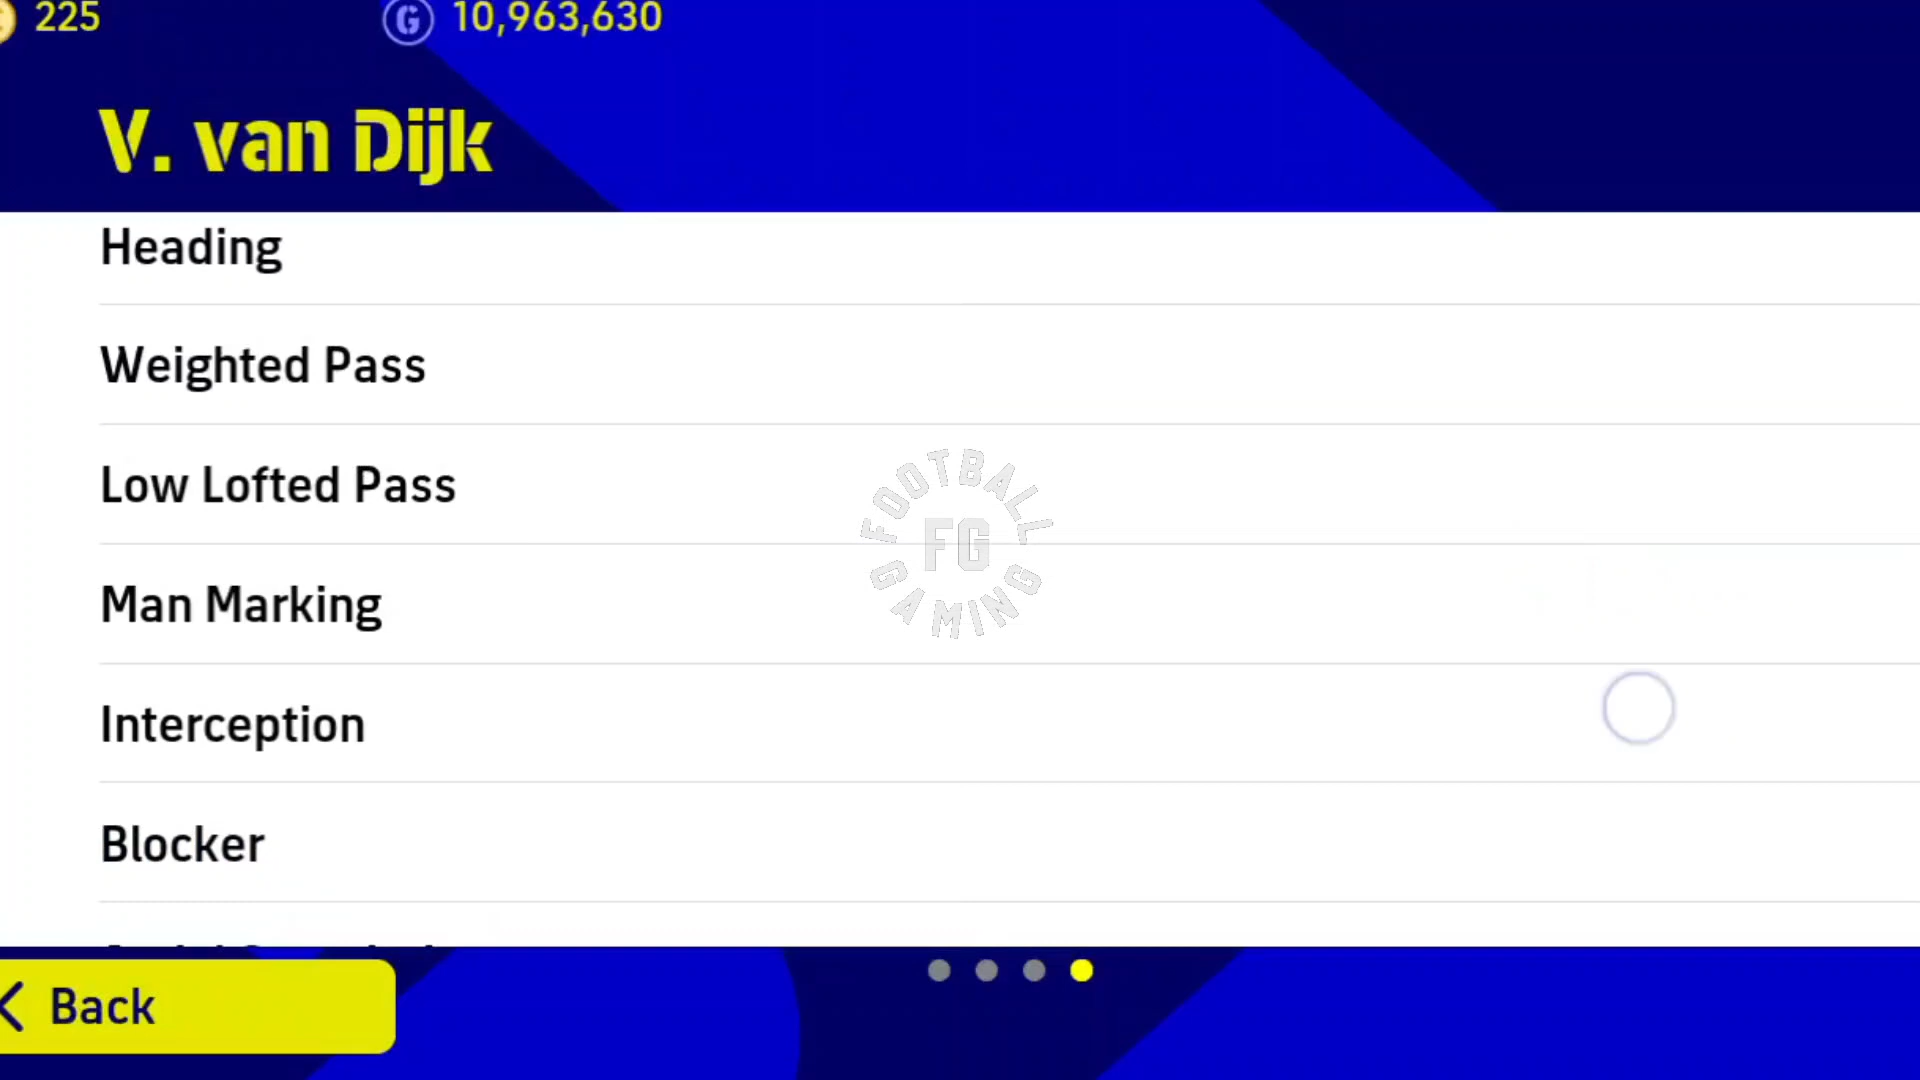 225
G 10,963,630
V. van Dijk
Heading
Weighted Pass
Low Lofted Pass
Man Marking
FOOTBALL
FG
GAMING
Interception
Blocker
Back